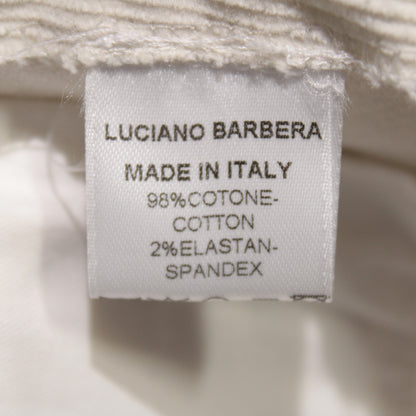 LUCIANO BARBERA
MADE IN ITALY
98%COTONE-
COTTON
2%ELASTAN-
SPANDEX